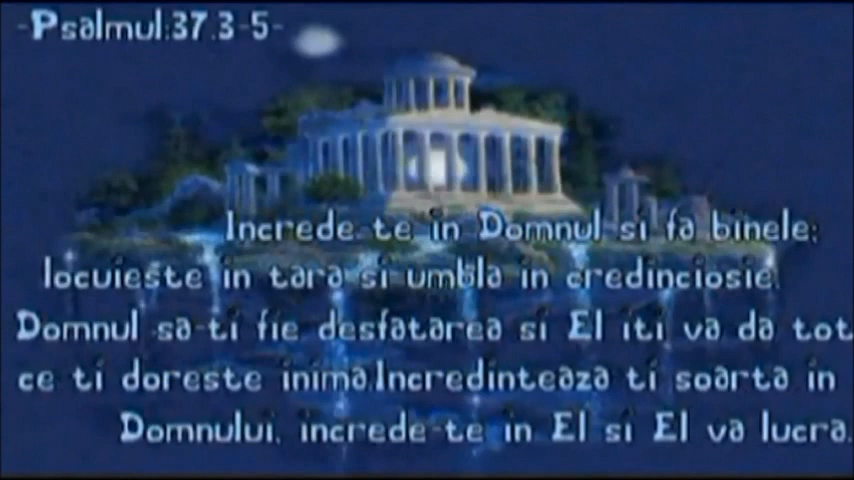 -Psalmul:37.3-5-
Increde-te in Domnul si fa binele;
locuieste in tara si umbla in credinciosie.
Domnul sa-ti fie desfatarea si El iti va da tot
ce ti doreste inima.Incredinteaza ti soarta in
Domnului, increde-te in El si El va lucra.